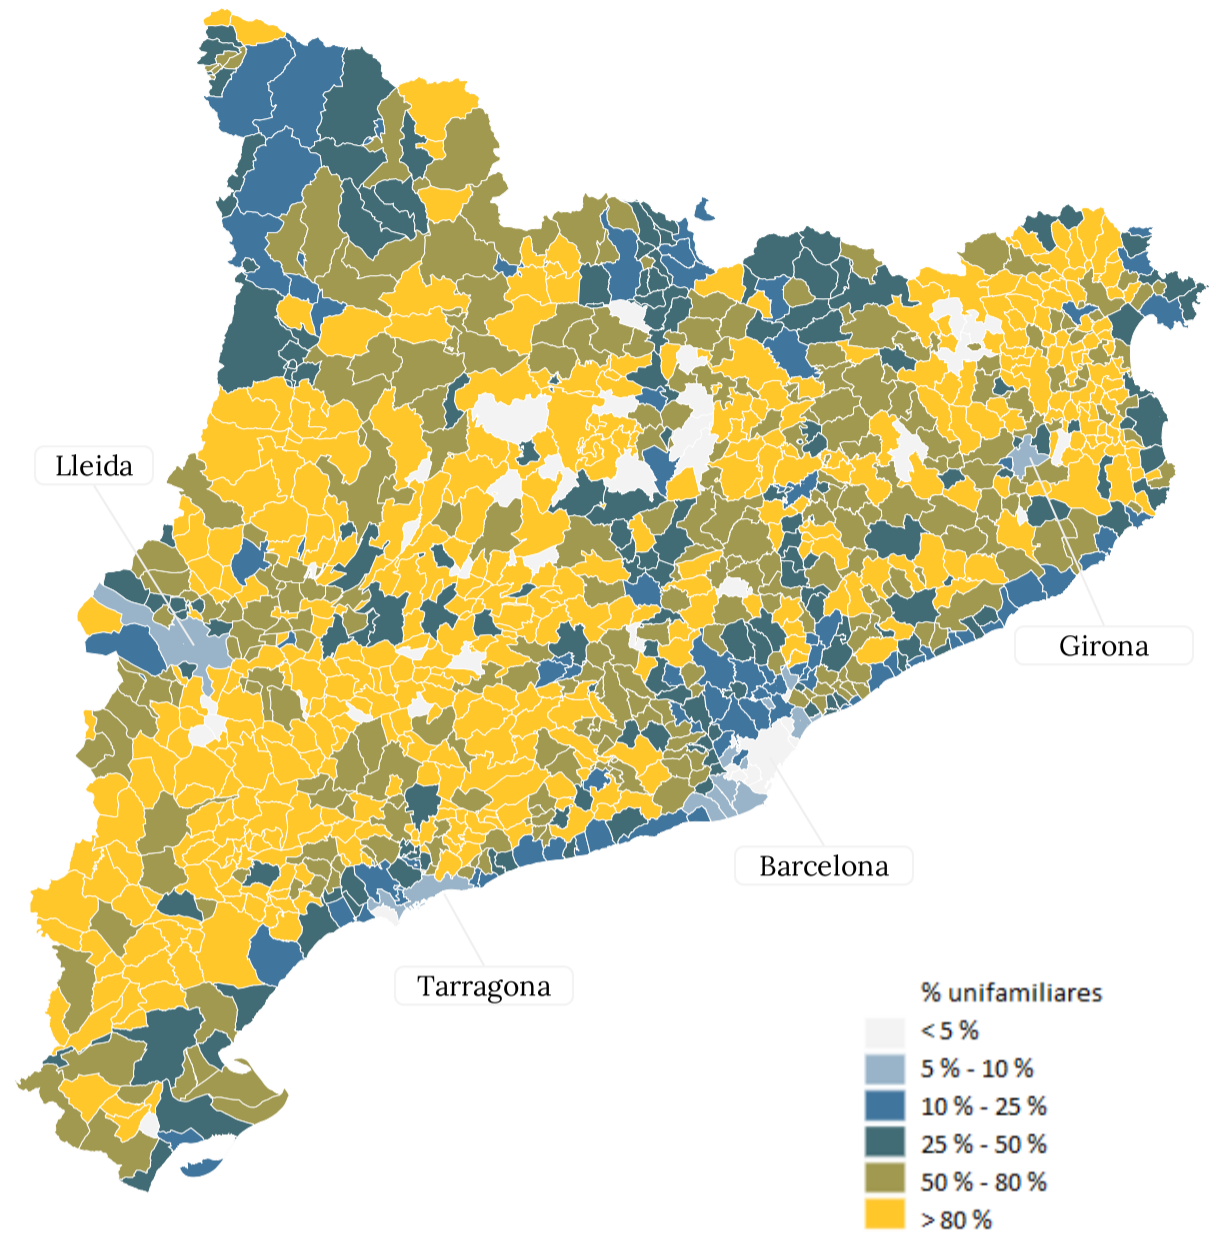 Lleida
Girona
Barcelona
Tarragona
% unifamiliares
< 5 %
5 % - 10 %
10 % - 25 %
25 % - 50 %
50 % - 80 %
> 80 %